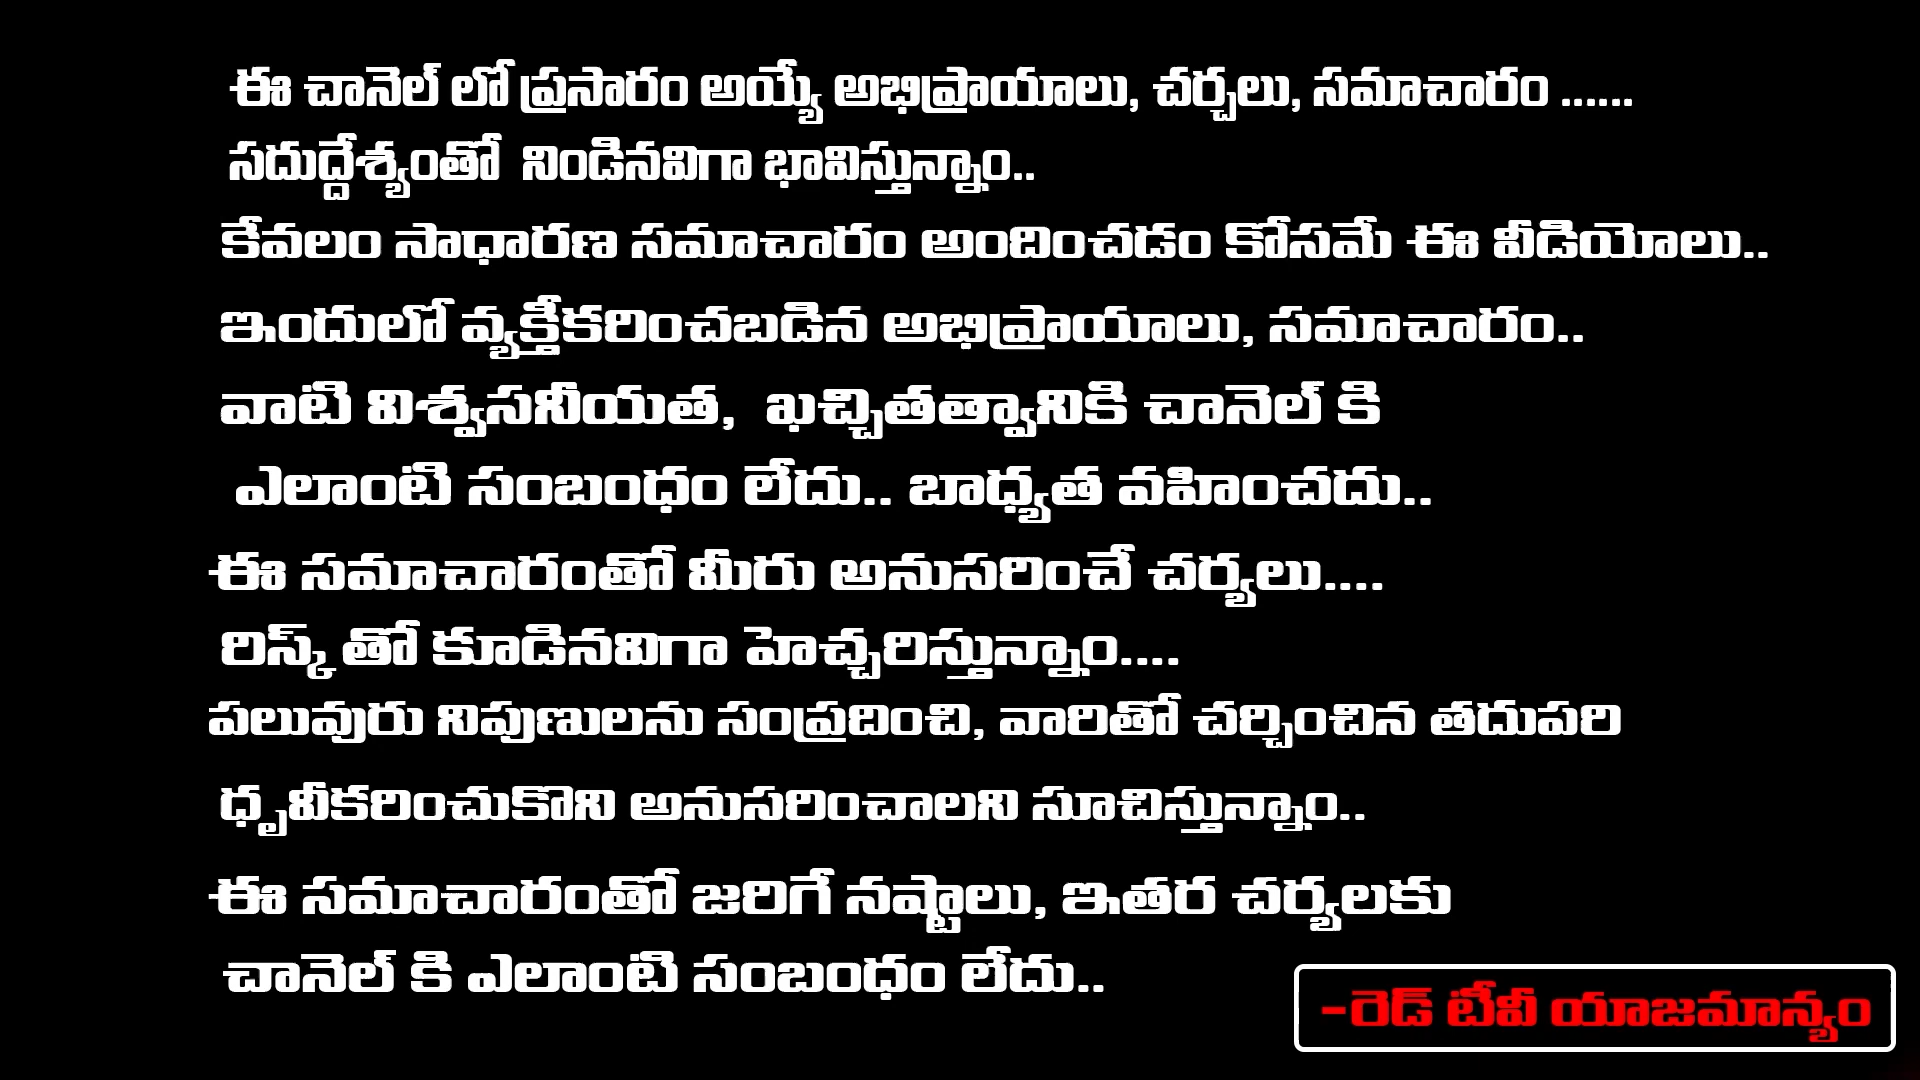 ఈ చానెల్ లో ప్రసారం అయ్యే అభిప్రాయాలు, చర్చలు, సమాచారం ......
సదుద్దేశ్యంతో నిండినవిగా భావిస్తున్నాం..
కేవలం సాధారణ సమాచారం అందించడం కోసమే ఈ వీడియోలు..
ఇందులో వ్యక్తీకరించబడిన అభిప్రాయాలు, సమాచారం..
వాటి విశ్వసనీయత, ఖచ్చితత్వానికి చానెల్ కి
ఎలాంటి సంబంధం లేదు.. బాధ్యత వహించదు..
ఈ సమాచారంతో మీరు అనుసరించే చర్యలు....
రిస్క్ తో కూడినవిగా హెచ్చరిస్తున్నాం....
పలువురు నిపుణులను సంప్రదించి, వారితో చర్చించిన తదుపరి
ధృవీకరించుకొని అనుసరించాలని సూచిస్తున్నాం..
ఈ సమాచారంతో జరిగే నష్టాలు, ఇతర చర్యలకు
చానెల్ కి ఎలాంటి సంబంధం లేదు..
-రెడ్ టీవీ యాజమాన్యం